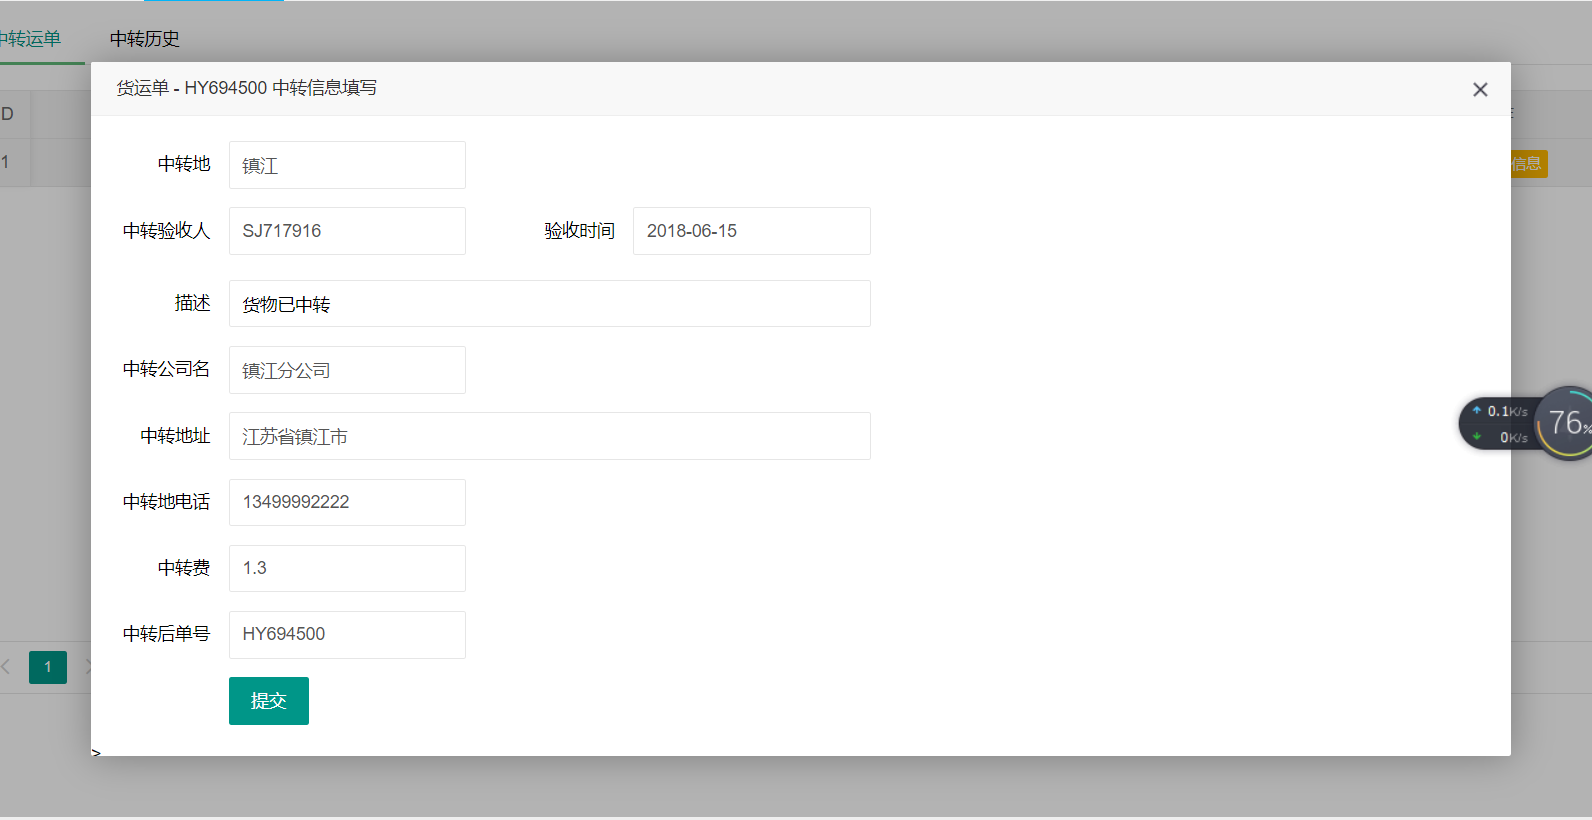 中转运单 中转历史
货运单 - HY694500 中转信息填写
D
1
信息
中转地 镇江
中转验收人 SJ717916 验收时间 2018-06-15
描述 货物已中转
中转公司名 镇江分公司
中转地址 江苏省镇江市
0.1K/s
0K/s
76%
中转地电话 13499992222
中转费 1.3
中转后单号 HY694500
1
提交
>